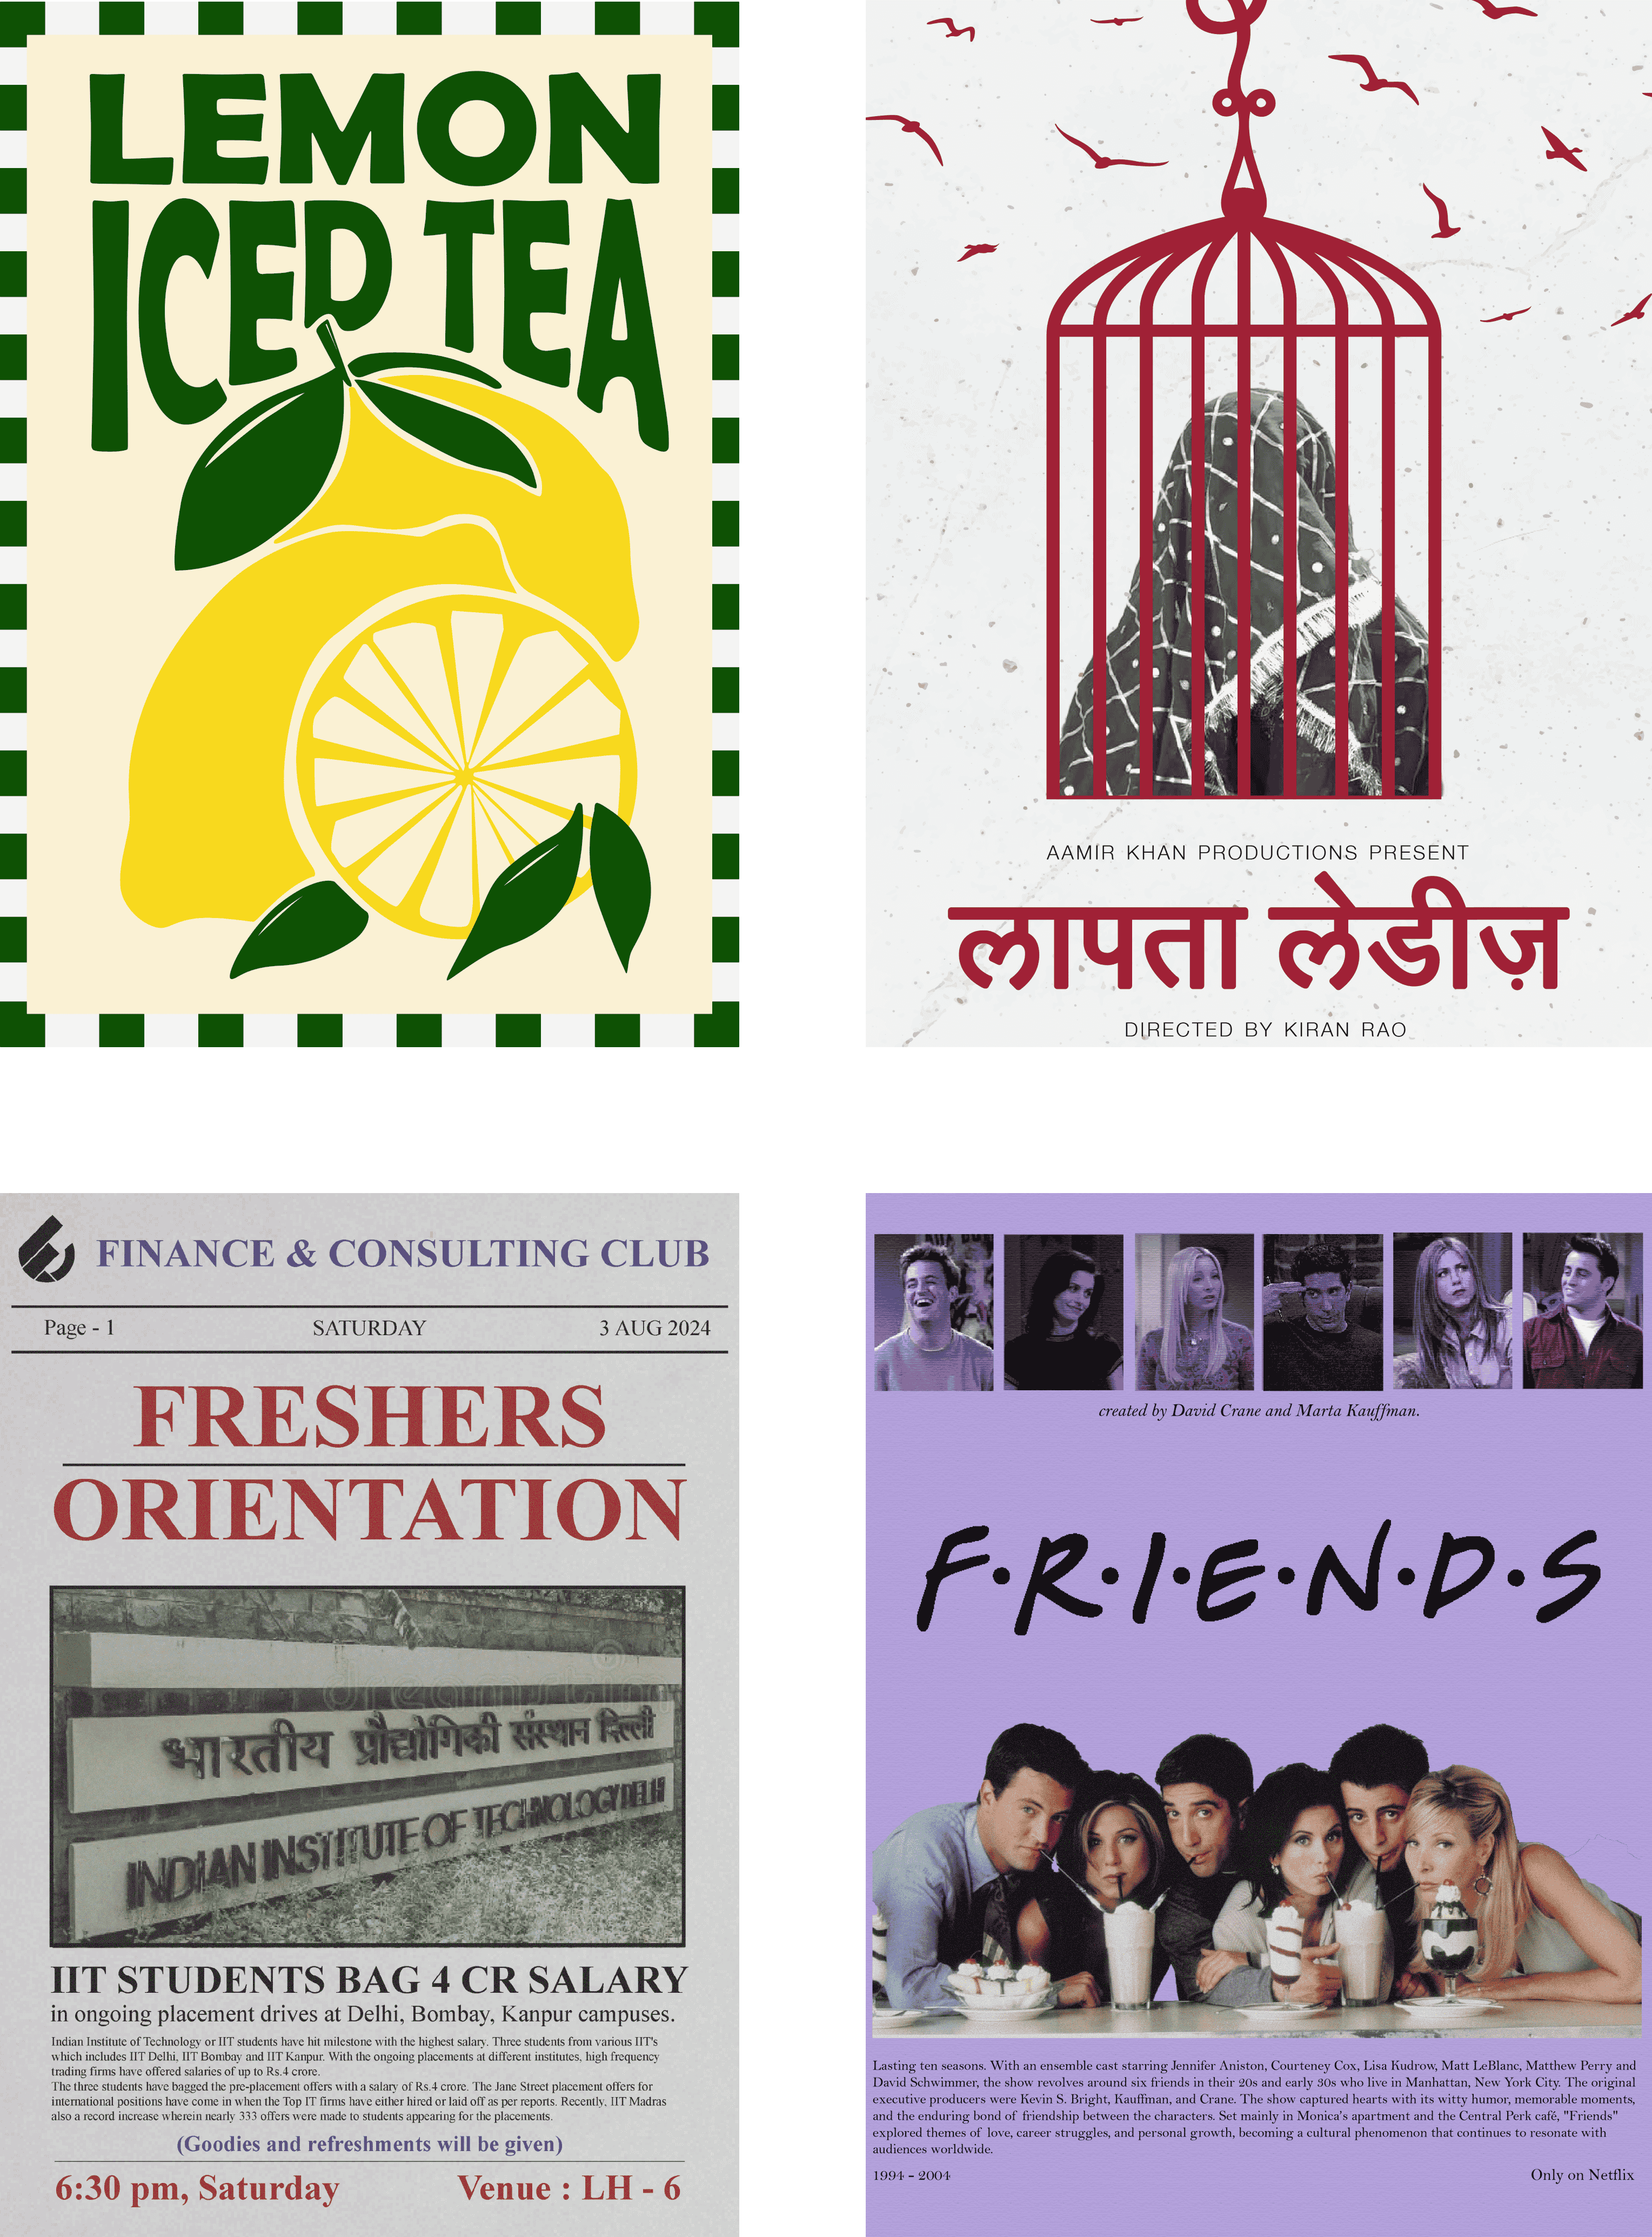 LEMON
ICED TEA
AAMIR KHAN PRODUCTIONS PRESENT
लापता लेडीज़
DIRECTED BY KIRAN RAO
FINANCE & CONSULTING CLUB
Page - 1 SATURDAY 3 AUG 2024
FRESHERS
ORIENTATION
भारतीय प्रौद्योगिकी संस्थान दिल्ली
INDIAN INSTITUTE OF TECHNOLOGY DELHI
IIT STUDENTS BAG 4 CR SALARY
in ongoing placement drives at Delhi, Bombay, Kanpur campuses.
Indian Institute of Technology or IIT students have hit milestone with the highest salary. Three students from various IIT's
which includes IIT Delhi, IIT Bombay and IIT Kanpur. With the ongoing placements at different institutes, high frequency
trading firms have offered salaries of up to Rs.4 crore.
The three students have bagged the pre-placement offers with a salary of Rs.4 crore. The Jane Street placement offers for
international positions have come in when the Top IT firms have either hired or laid off as per reports. Recently, IIT Madras
also a record increase wherein nearly 333 offers were made to students appearing for the placements.
(Goodies and refreshments will be given)
6:30 pm, Saturday Venue : LH - 6
created by David Crane and Marta Kauffman.
F·R·I·E·N·D·S
Lasting ten seasons. With an ensemble cast starring Jennifer Aniston, Courteney Cox, Lisa Kudrow, Matt LeBlanc, Matthew Perry and
David Schwimmer, the show revolves around six friends in their 20s and early 30s who live in Manhattan, New York City. The original
executive producers were Kevin S. Bright, Kauffman, and Crane. The show captured hearts with its witty humor, memorable moments,
and the enduring bond of friendship between the characters. Set mainly in Monica's apartment and the Central Perk café, "Friends"
explored themes of love, career struggles, and personal growth, becoming a cultural phenomenon that continues to resonate with
audiences worldwide.
1994 - 2004 Only on Netflix